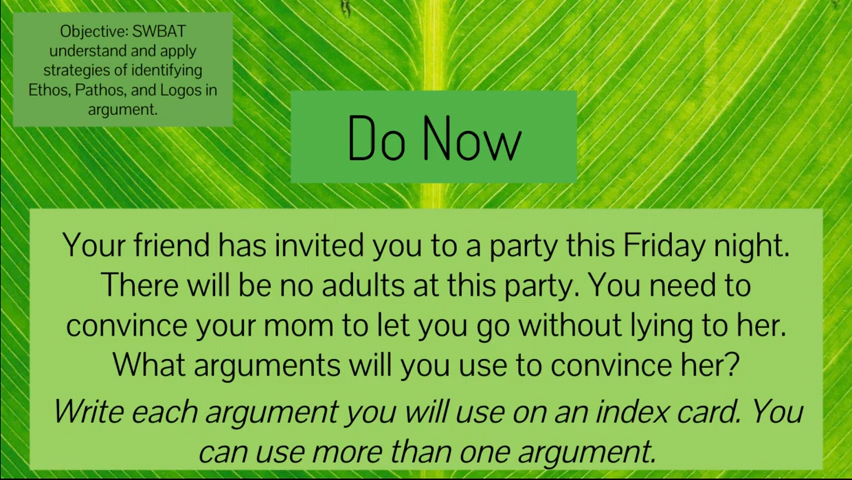 Objective: SWBAT
understand and apply
strategies of identifying
Ethos, Pathos, and Logos in
argument.
Do Now
Your friend has invited you to a party this Friday night.
There will be no adults at this party. You need to
convince your mom to let you go without lying to her.
What arguments will you use to convince her?
Write each argument you will use on an index card. You
can use more than one argument.